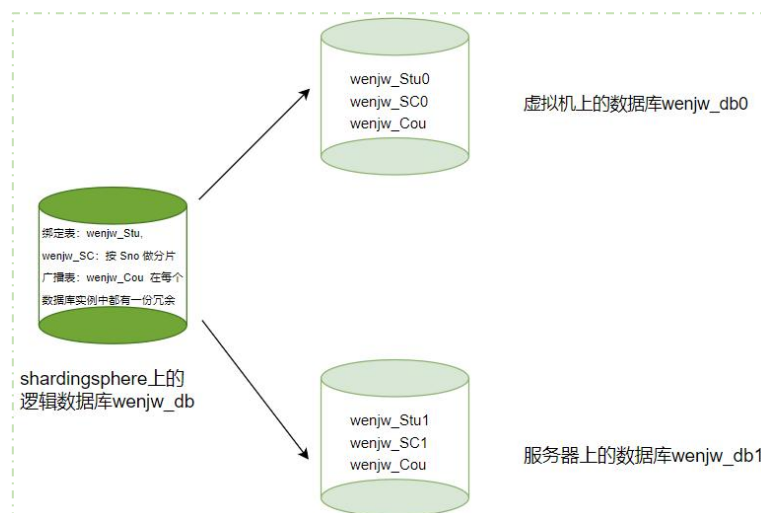 wenjw_Stu0
wenjw_SC0
wenjw_Cou
虚拟机上的数据库wenjw_db0
绑定表：wenjw_Stu,
wenjw_SC：按 Sno 做分片
广播表：wenjw_Cou 在每个
数据库实例中都有一份冗余
shardingsphere上的
逻辑数据库wenjw_db
wenjw_Stu1
wenjw_SC1
wenjw_Cou
服务器上的数据库wenjw_db1